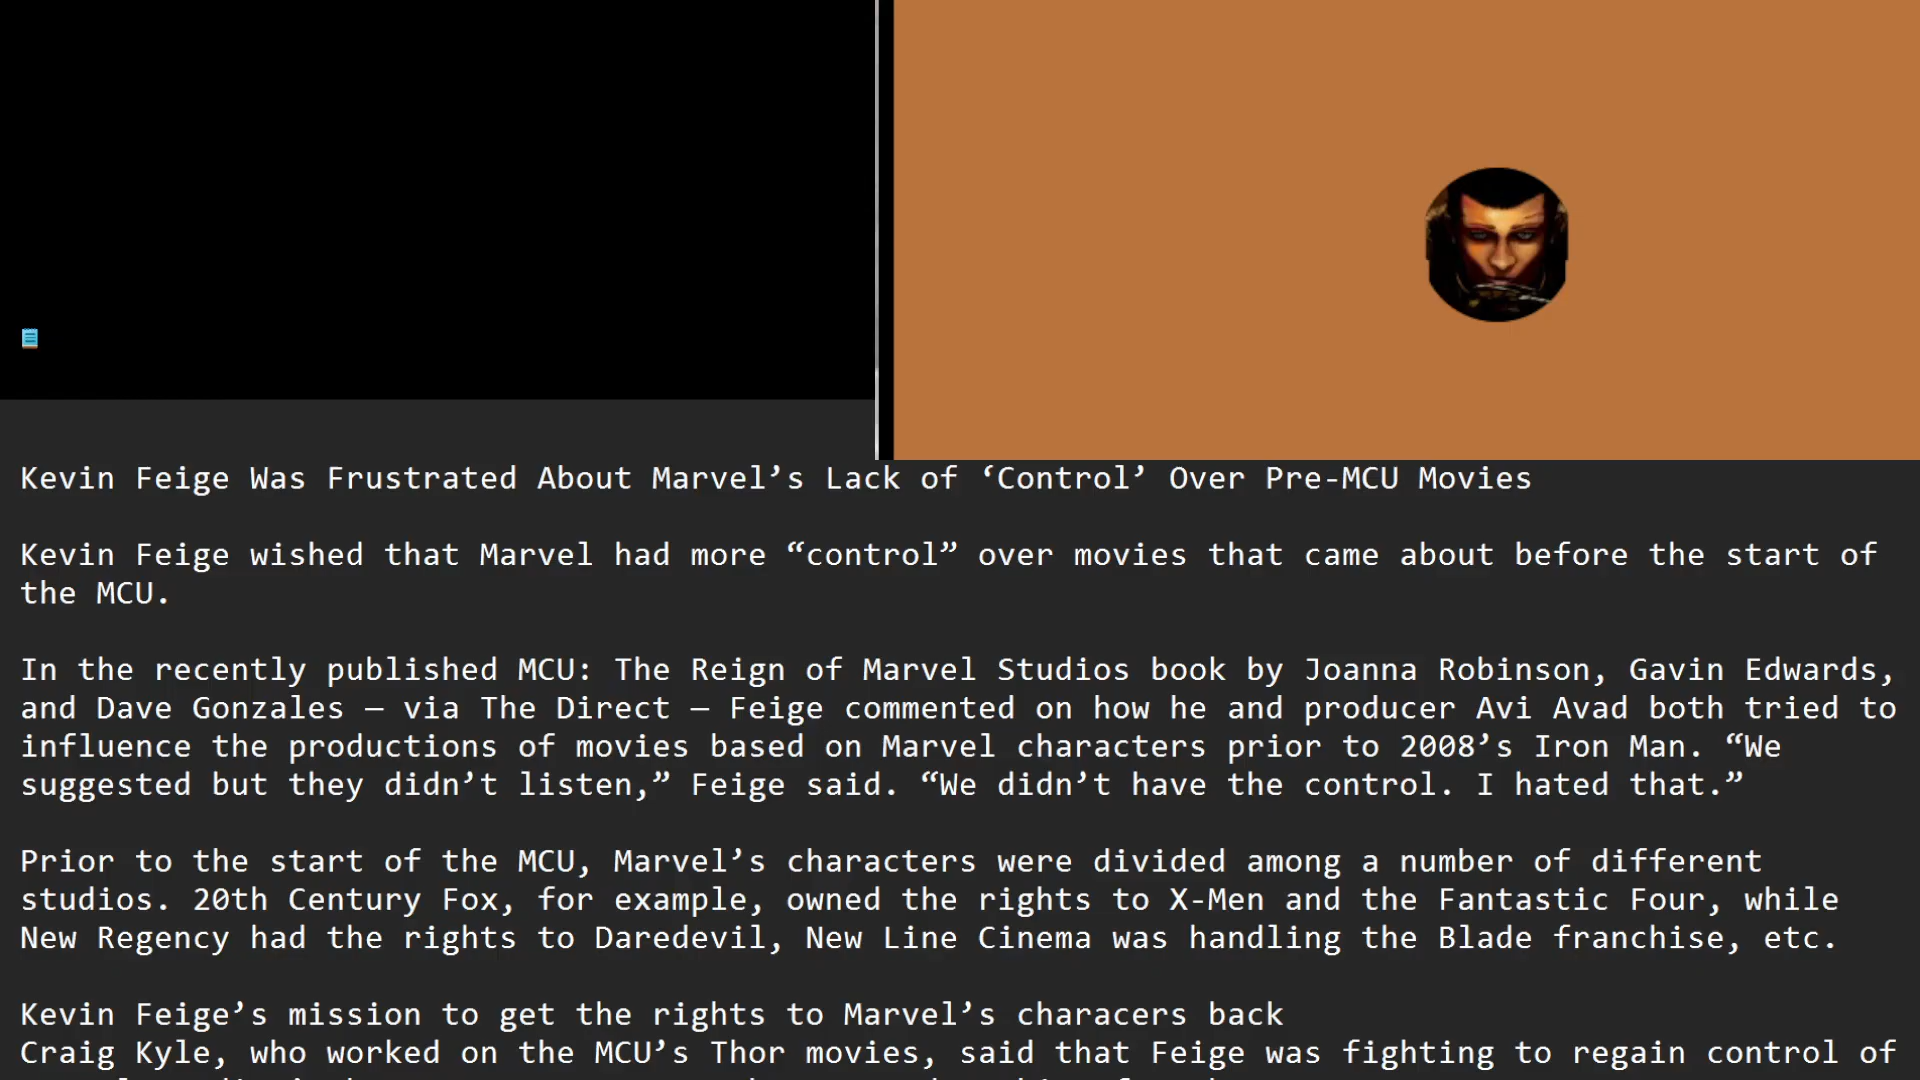 Kevin Feige Was Frustrated About Marvel’s Lack of ‘Control’ Over Pre-MCU Movies
Kevin Feige wished that Marvel had more “control” over movies that came about before the start of
the MCU.
In the recently published MCU: The Reign of Marvel Studios book by Joanna Robinson, Gavin Edwards,
and Dave Gonzales — via The Direct — Feige commented on how he and producer Avi Avad both tried to
influence the productions of movies based on Marvel characters prior to 2008’s Iron Man. “We
suggested but they didn’t listen,” Feige said. “We didn’t have the control. I hated that.”
Prior to the start of the MCU, Marvel’s characters were divided among a number of different
studios. 20th Century Fox, for example, owned the rights to X-Men and the Fantastic Four, while
New Regency had the rights to Daredevil, New Line Cinema was handling the Blade franchise, etc.
Kevin Feige’s mission to get the rights to Marvel’s characers back
Craig Kyle, who worked on the MCU’s Thor movies, said that Feige was fighting to regain control of